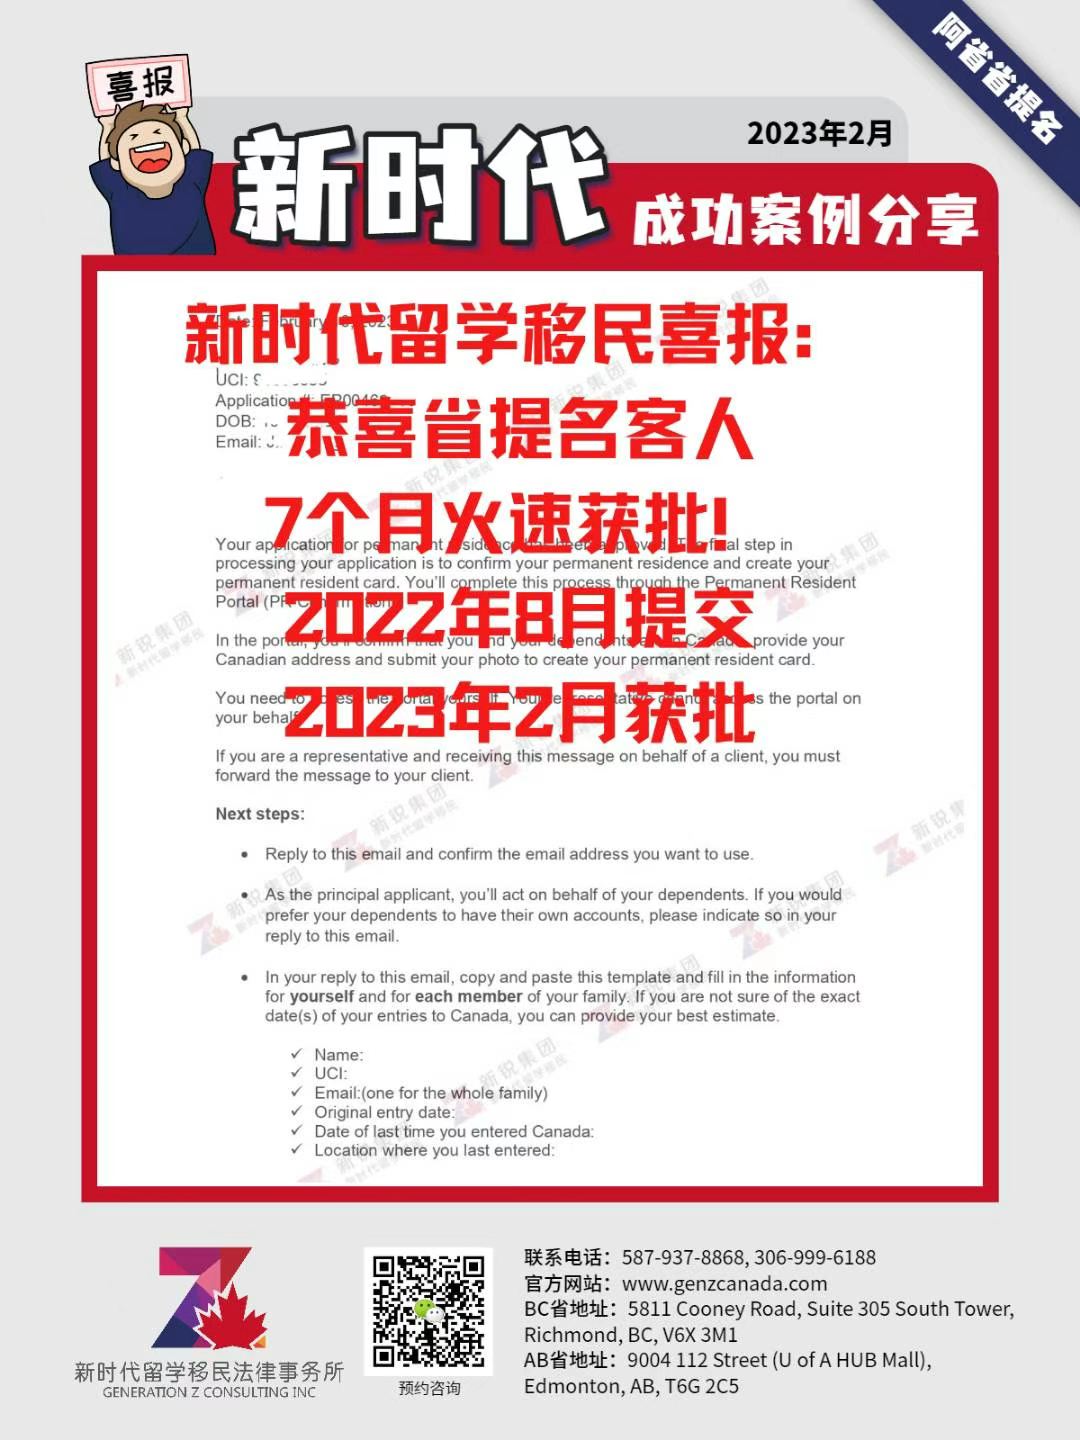 阿省省提名
喜报
2023年2月
新时代
成功案例分享
新时代留学移民喜报:
恭喜省提名客人
7个月火速获批!
2022年8月提交
2023年2月获批
UCI:
Application #: EP00468
DOB:
Email:
Your application for permanent residence has been approved. The final step in
processing your application is to confirm your permanent residence and create your
permanent resident card. You'll complete this process through the Permanent Resident
Portal (PR
In the portal, you'll confirm that you and your dependents are in Canada, provide your
Canadian address and submit your photo to create your permanent resident card.
You need to access the portal yourself. Your representative cannot access the portal on
your behalf.
If you are a representative and receiving this message on behalf of a client, you must
forward the message to your client.
Next steps:
• Reply to this email and confirm the email address you want to use.
• As the principal applicant, you'll act on behalf of your dependents. If you would
prefer your dependents to have their own accounts, please indicate so in your
reply to this email.
• In your reply to this email, copy and paste this template and fill in the information
for yourself and for each member of your family. If you are not sure of the exact
date(s) of your entries to Canada, you can provide your best estimate.
✓ Name:
✓ UCI:
✓ Email:(one for the whole family)
✓ Original entry date:
✓ Date of last time you entered Canada:
✓ Location where you last entered:
新锐集团
新时代留学移民
新时代留学移民法律事务所
GENERATION Z CONSULTING INC
预约咨询
联系电话：587-937-8868, 306-999-6188
官方网站：www.genzcanada.com
BC省地址：5811 Cooney Road, Suite 305 South Tower,
Richmond, BC, V6X 3M1
AB省地址：9004 112 Street (U of A HUB Mall),
Edmonton, AB, T6G 2C5